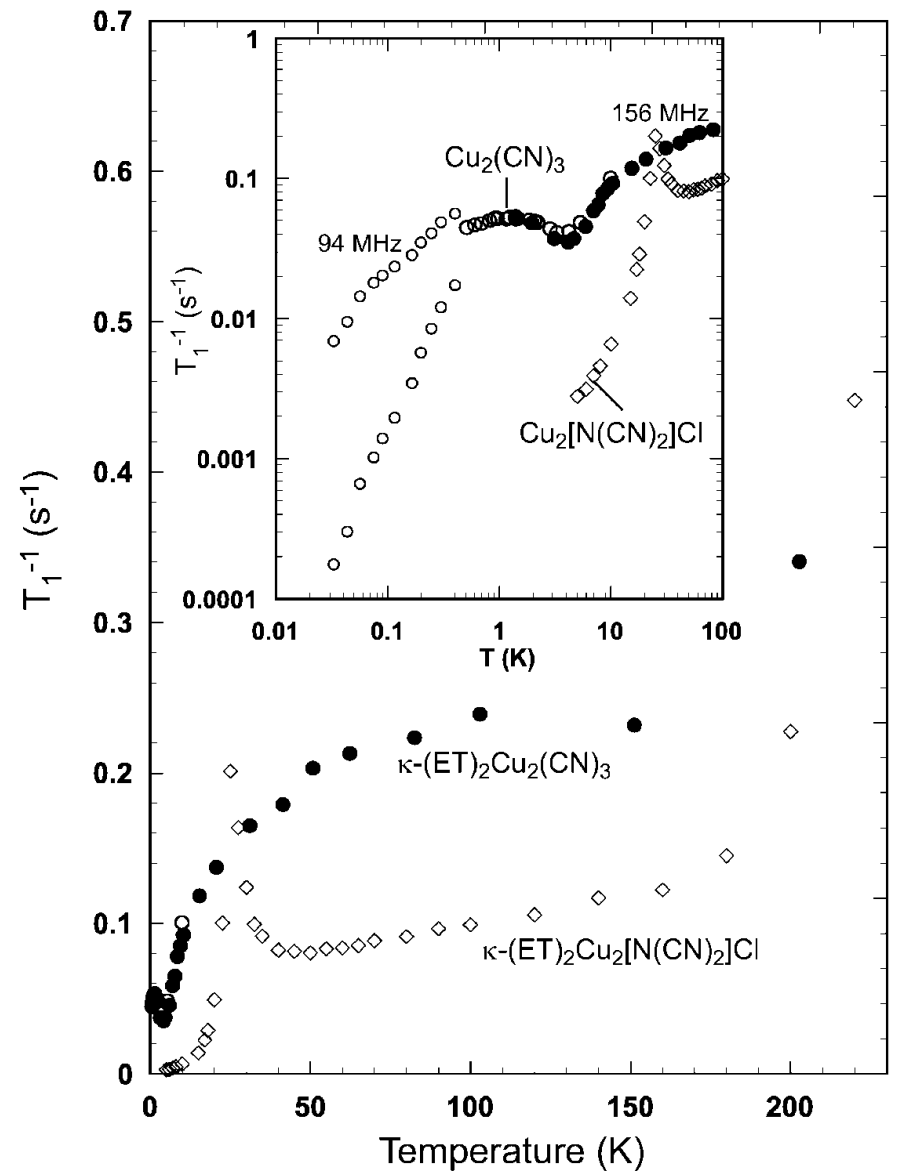 0.7
0.6
0.5
0.4
0.3
0.2
0.1
0
0 50 100 150 200
Temperature (K)
T₁⁻¹ (s⁻¹)
1
0.1
0.01
0.001
0.0001
0.01 0.1 1 10 100
T (K)
T₁⁻¹ (s⁻¹)
156 MHz
Cu₂(CN)₃
94 MHz
Cu₂[N(CN)₂]Cl
κ-(ET)₂Cu₂(CN)₃
κ-(ET)₂Cu₂[N(CN)₂]Cl